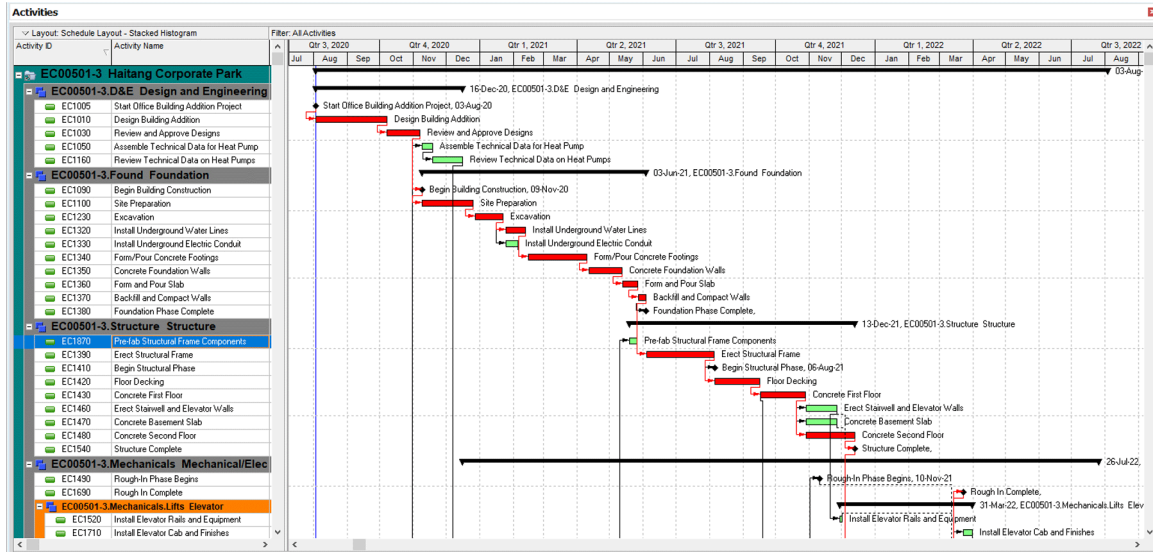 Activities
Layout: Schedule Layout - Stacked Histogram Filter: All Activities
Activity ID Activity Name Qtr 3, 2020 Qtr 4, 2020 Qtr 1, 2021 Qtr 2, 2021 Qtr 3, 2021 Qtr 4, 2021 Qtr 1, 2022 Qtr 2, 2022 Qtr 3, 2022
Jul Aug Sep Oct Nov Dec Jan Feb Mar Apr May Jun Jul Aug Sep Oct Nov Dec Jan Feb Mar Apr May Jun Jul Aug
EC00501-3 Haitang Corporate Park 03-Aug-
EC00501-3.D&E Design and Engineering 16-Dec-20, EC00501-3.D&E Design and Engineering
EC1005 Start Office Building Addition Project Start Office Building Addition Project, 03-Aug-20
EC1010 Design Building Addition Design Building Addition
EC1030 Review and Approve Designs Review and Approve Designs
EC1050 Assemble Technical Data for Heat Pump Assemble Technical Data for Heat Pump
EC1160 Review Technical Data on Heat Pumps Review Technical Data on Heat Pumps
EC00501-3.Found Foundation 03-Jun-21, EC00501-3.Found Foundation
EC1090 Begin Building Construction Begin Building Construction, 09-Nov-20
EC1100 Site Preparation Site Preparation
EC1230 Excavation Excavation
EC1320 Install Underground Water Lines Install Underground Water Lines
EC1330 Install Underground Electric Conduit Install Underground Electric Conduit
EC1340 Form/Pour Concrete Footings Form/Pour Concrete Footings
EC1350 Concrete Foundation Walls Concrete Foundation Walls
EC1360 Form and Pour Slab Form and Pour Slab
EC1370 Backfill and Compact Walls Backfill and Compact Walls
EC1380 Foundation Phase Complete Foundation Phase Complete,
EC00501-3.Structure Structure 13-Dec-21, EC00501-3.Structure Structure
EC1870 Pre-fab Structural Frame Components Pre-fab Structural Frame Components
EC1390 Erect Structural Frame Erect Structural Frame
EC1410 Begin Structural Phase Begin Structural Phase, 06-Aug-21
EC1420 Floor Decking Floor Decking
EC1430 Concrete First Floor Concrete First Floor
EC1460 Erect Stairwell and Elevator Walls Erect Stairwell and Elevator Walls
EC1470 Concrete Basement Slab Concrete Basement Slab
EC1480 Concrete Second Floor Concrete Second Floor
EC1540 Structure Complete Structure Complete,
EC00501-3.Mechanicals Mechanical/Elec 26-Jul-22,
EC1490 Rough-In Phase Begins Rough-In Phase Begins, 10-Nov-21
EC1690 Rough In Complete Rough In Complete,
EC00501-3.Mechanicals.Lifts Elevator 31-Mar-22, EC00501-3.Mechanicals.Lifts Elev
EC1520 Install Elevator Rails and Equipment Install Elevator Rails and Equipment
EC1710 Install Elevator Cab and Finishes Install Elevator Cab and Finishes